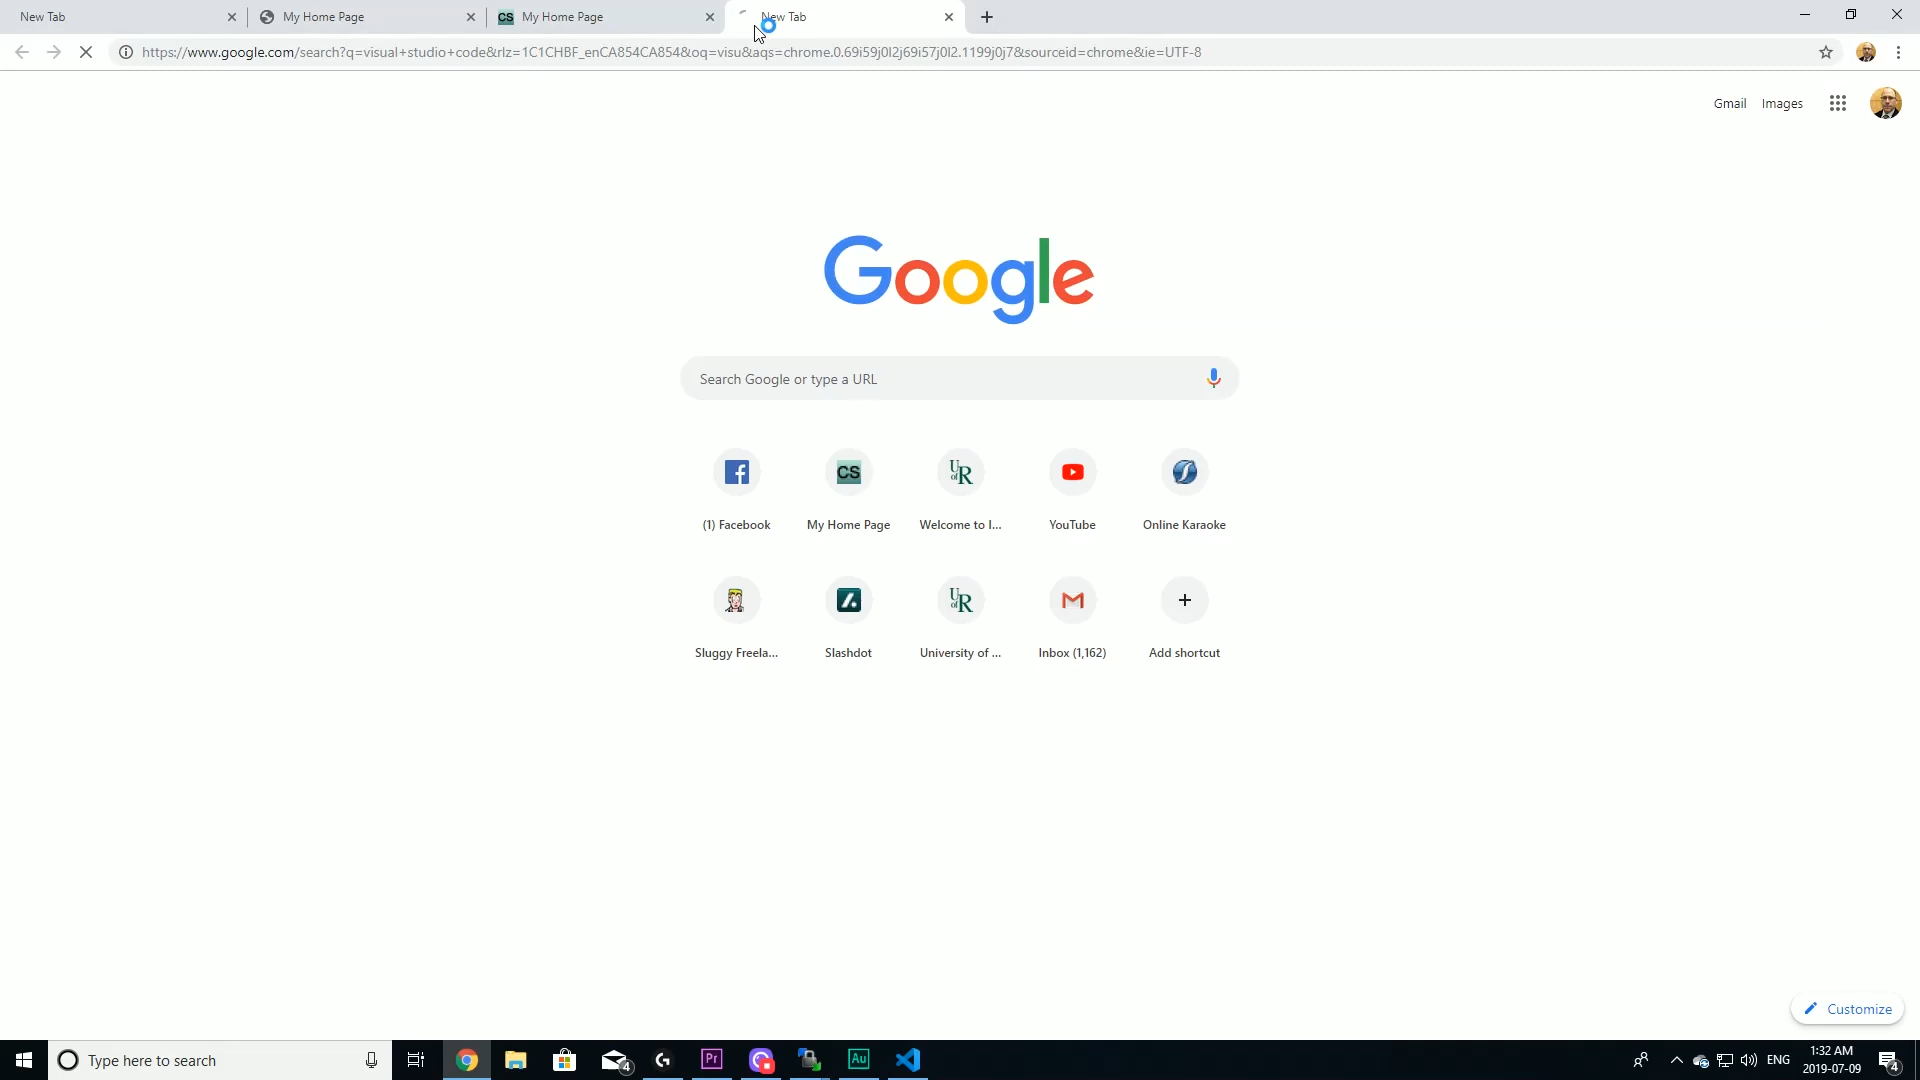 New Tab
My Home Page
CS My Home Page
New Tab
https://www.google.com/search?q=visual+studio+code&rlz=1C1CHBF_enCA854CA854&oq=visu&aqs=chrome.0.69i59j0l2j69i57j0l2.1199j0j7&sourceid=chrome&ie=UTF-8
Gmail Images
Google
Search Google or type a URL
CS UofR
(1) Facebook My Home Page Welcome to I... YouTube Online Karaoke
UofR
Sluggy Freela... Slashdot University of ... Inbox (1,162) Add shortcut
Customize
Type here to search
4
Pr
Au
ENG
1:32 AM
2019-07-09
4